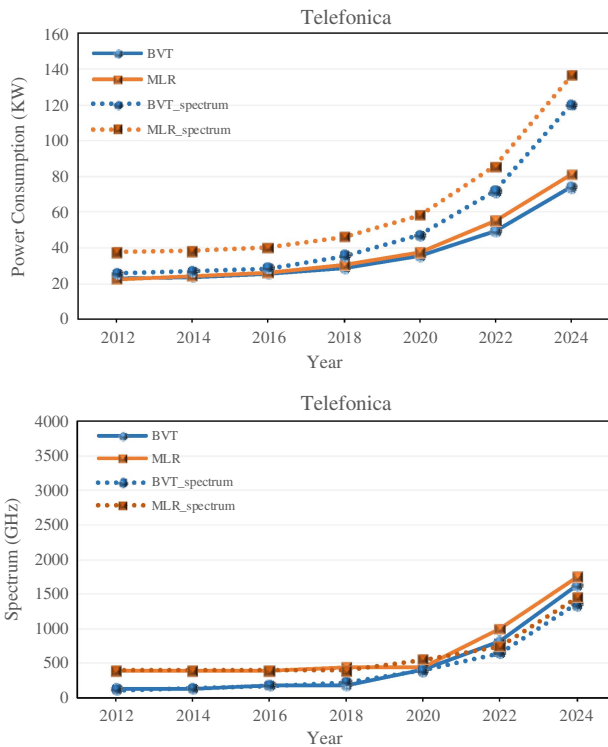 Telefonica
160
140
120
100
80
60
40
20
0
Power Consumption (KW)
BVT
MLR
BVT_spectrum
MLR_spectrum
2012 2014 2016 2018 2020 2022 2024
Year
Telefonica
4000
3500
3000
2500
2000
1500
1000
500
0
Spectrum (GHz)
BVT
MLR
BVT_spectrum
MLR_spectrum
2012 2014 2016 2018 2020 2022 2024
Year